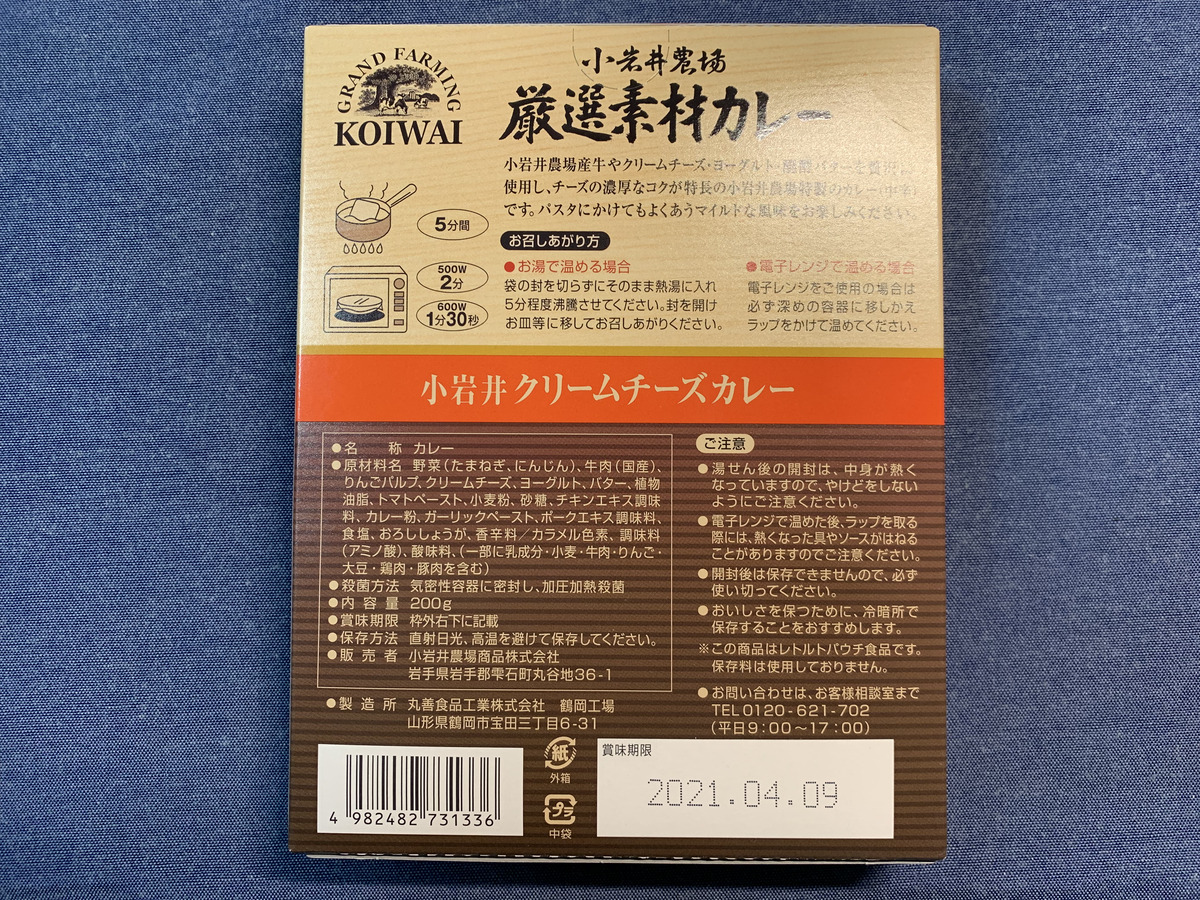 GRAND FARMING
KOIWAI
小岩井農場
厳選素材カレー
小岩井農場産牛やクリームチーズ・ヨーグルト・醗酵バターを贅沢に
使用し、チーズの濃厚なコクが特長の小岩井農場特製のカレー(中辛)
です。パスタにかけてもよくあうマイルドな風味をお楽しみください。
5分間
500W
2分
600W
1分30秒
お召しあがり方
●お湯で温める場合
袋の封を切らずにそのまま熱湯に入れ
5分程度沸騰させてください。封を開け
お皿等に移してお召しあがりください。
●電子レンジで温める場合
電子レンジをご使用の場合は
必ず深めの容器に移しかえ
ラップをかけて温めてください。
小岩井クリームチーズカレー
●名 称 カレー
●原材料名 野菜(たまねぎ、にんじん)、牛肉(国産)、
りんごパルプ、クリームチーズ、ヨーグルト、バター、植物
油脂、トマトペースト、小麦粉、砂糖、チキンエキス調味
料、カレー粉、ガーリックペースト、ポークエキス調味料、
食塩、おろししょうが、香辛料/カラメル色素、調味料
(アミノ酸)、酸味料、(一部に乳成分・小麦・牛肉・りんご・
大豆・鶏肉・豚肉を含む)
●殺菌方法 気密性容器に密封し、加圧加熱殺菌
●内容量 200g
●賞味期限 枠外右下に記載
●保存方法 直射日光、高温を避けて保存してください。
●販売者 小岩井農場商品株式会社
岩手県岩手郡雫石町丸谷地36-1
●製造所 丸善食品工業株式会社 鶴岡工場
山形県鶴岡市宝田三丁目6-31
ご注意
●湯せん後の開封は、中身が熱く
なっていますので、やけどをしない
ようにご注意ください。
●電子レンジで温めた後、ラップを取る
際には、熱くなった具やソースがはねる
ことがありますのでご注意ください。
●開封後は保存できませんので、必ず
使い切ってください。
●おいしさを保つために、冷暗所で
保存することをおすすめします。
※この商品はレトルトパウチ食品です。
保存料は使用しておりません。
●お問い合わせは、お客様相談室まで
TEL0120-621-702
(平日9:00～17:00)
4 982482 731336
紙
外箱
プラ
中袋
賞味期限
2021.04.09